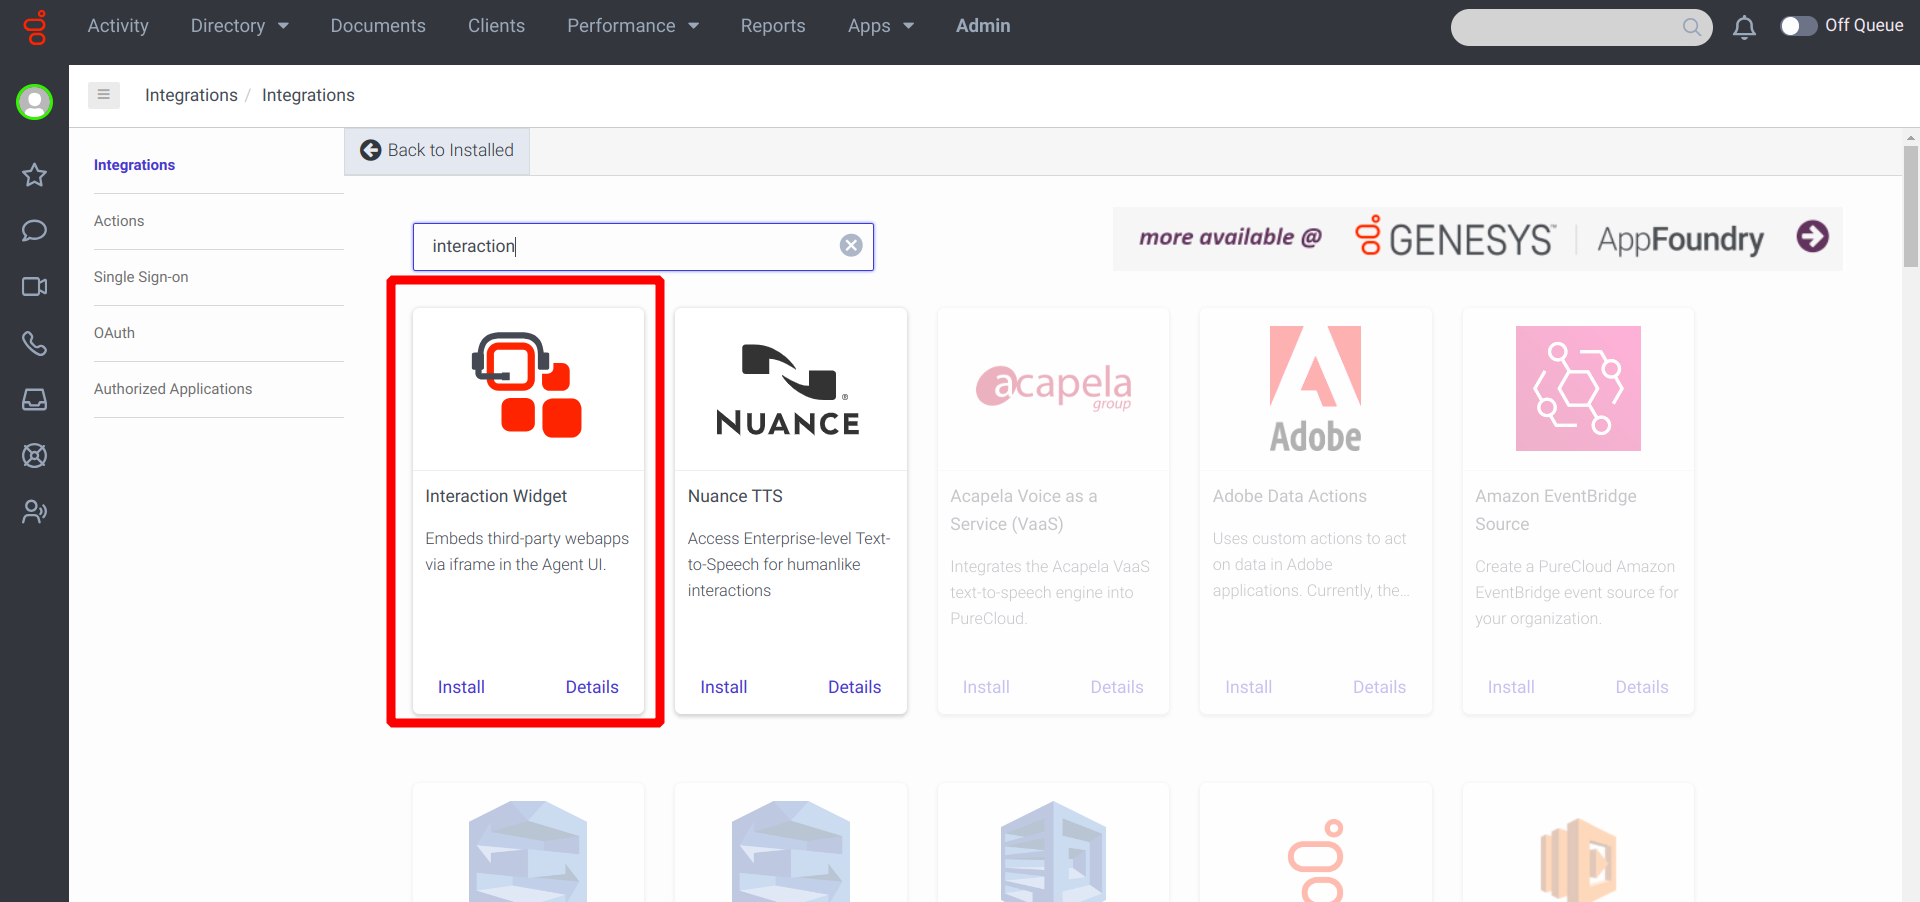 Activity Directory Documents Clients Performance Reports Apps Admin Off Queue
Integrations / Integrations
Integrations
Actions
Single Sign-on
OAuth
Authorized Applications
Back to Installed
interaction
more available @ GENESYS™ AppFoundry
NUANCE®
acapela
group
Adobe
Interaction Widget
Embeds third-party webapps
via iframe in the Agent UI.
Install Details
Nuance TTS
Access Enterprise-level Text-
to-Speech for humanlike
interactions
Install Details
Acapela Voice as a
Service (VaaS)
Integrates the Acapela VaaS
text-to-speech engine into
PureCloud.
Install Details
Adobe Data Actions
Uses custom actions to act
on data in Adobe
applications. Currently, the...
Install Details
Amazon EventBridge
Source
Create a PureCloud Amazon
EventBridge event source for
your organization.
Install Details